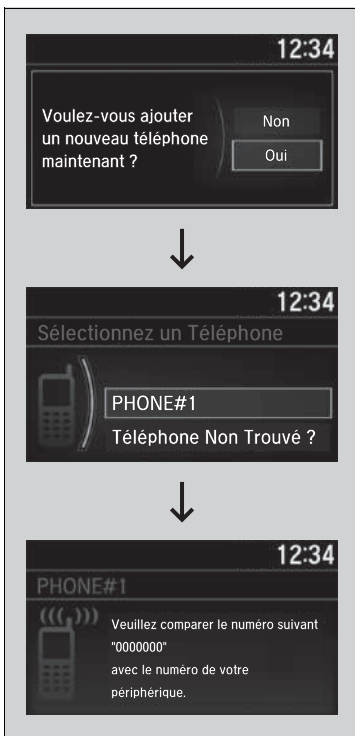 12:34
Voulez-vous ajouter
un nouveau téléphone
maintenant ?
Non
Oui
12:34
Sélectionnez un Téléphone
PHONE#1
Téléphone Non Trouvé ?
12:34
PHONE#1
Veuillez comparer le numéro suivant
"0000000"
avec le numéro de votre
périphérique.